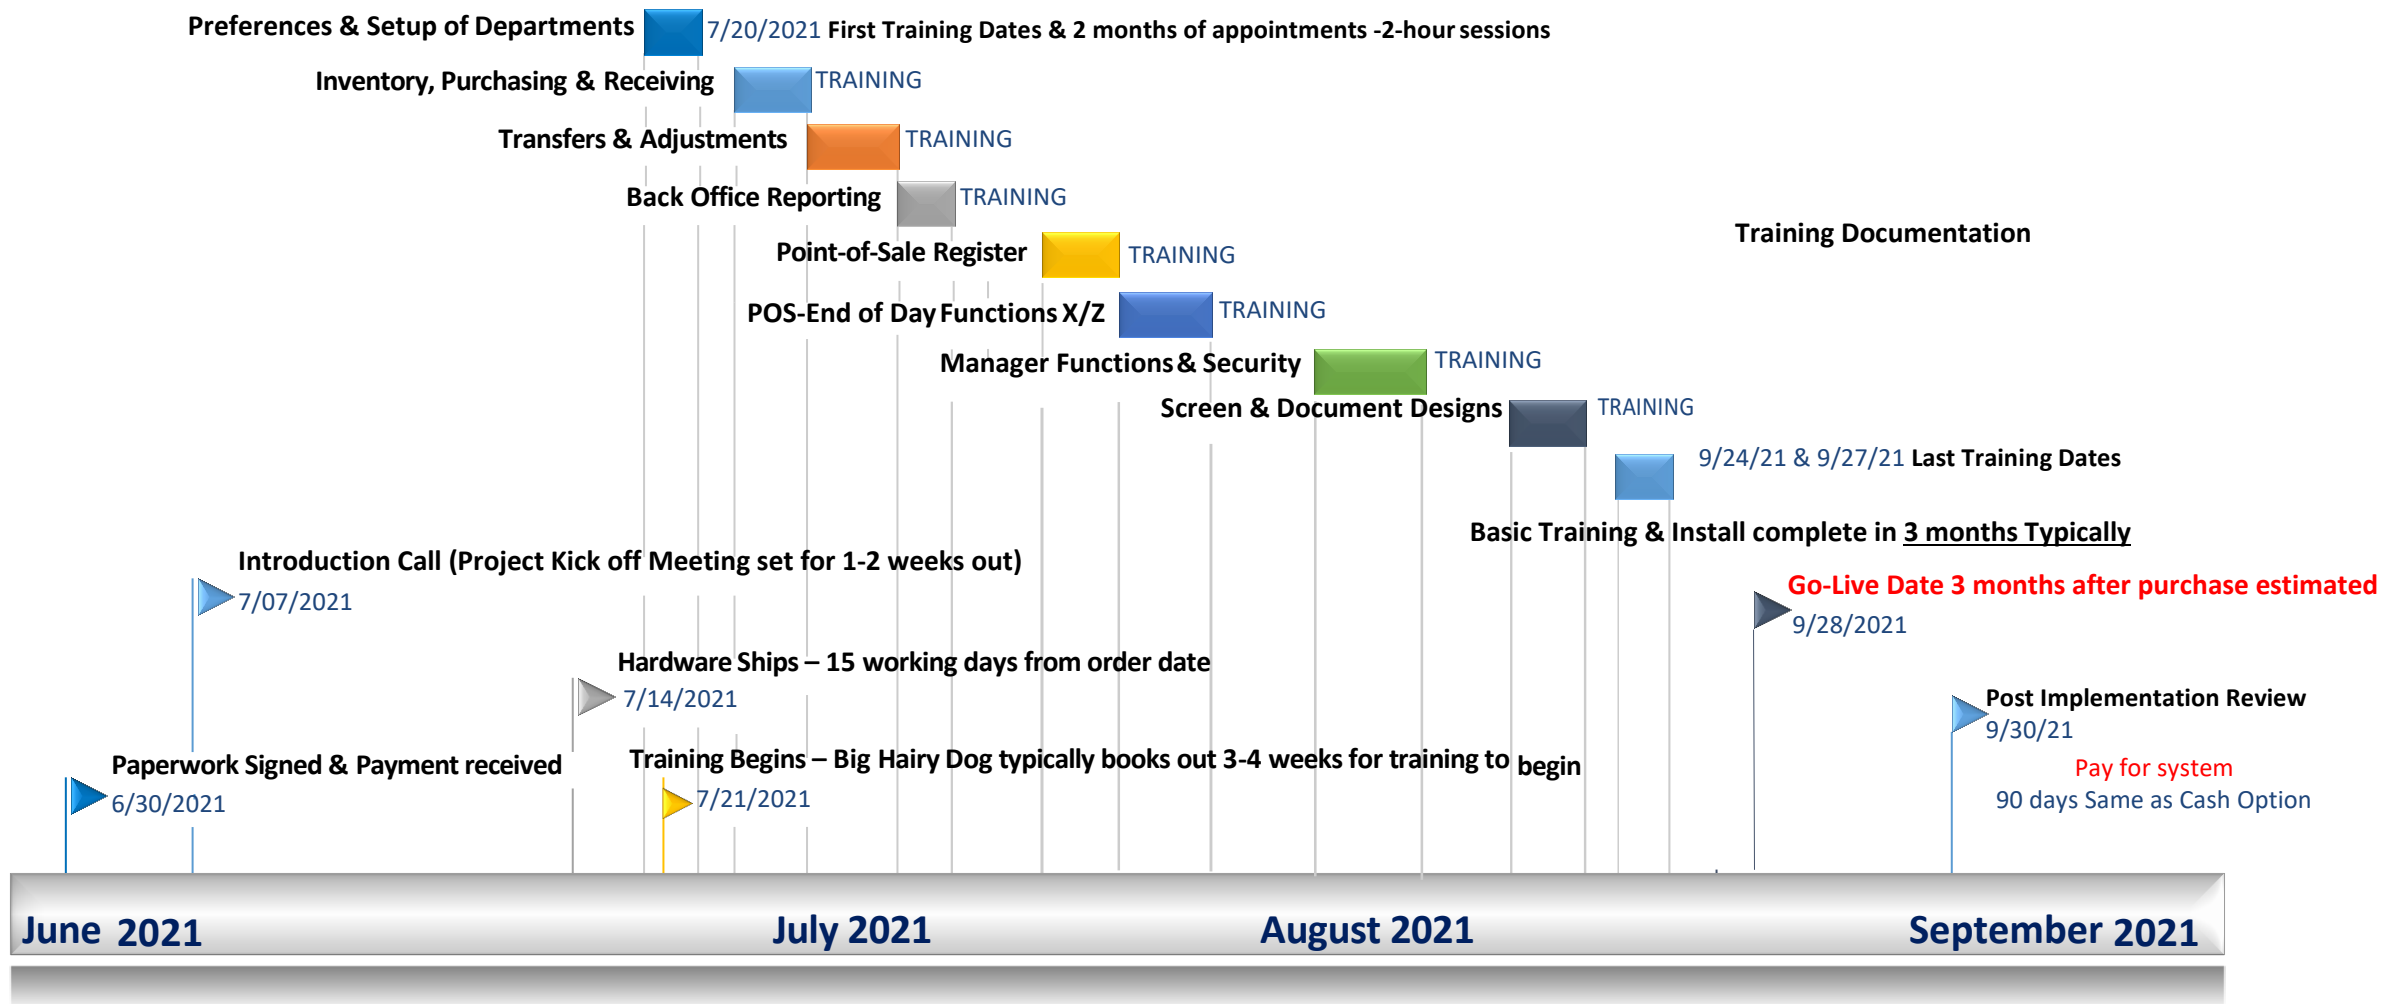 Preferences & Setup of Departments
7/20/2021 First Training Dates & 2 months of appointments -2-hour sessions
Inventory, Purchasing & Receiving
TRAINING
Transfers & Adjustments
TRAINING
Back Office Reporting
TRAINING
Training Documentation
Point-of-Sale Register
TRAINING
POS-End of Day Functions X/Z
TRAINING
Manager Functions & Security
TRAINING
Screen & Document Designs
TRAINING
9/24/21 & 9/27/21 Last Training Dates
Basic Training & Install complete in 3 months Typically
Introduction Call (Project Kick off Meeting set for 1-2 weeks out)
7/07/2021
Go-Live Date 3 months after purchase estimated
9/28/2021
Hardware Ships – 15 working days from order date
7/14/2021
Post Implementation Review
9/30/21
Paperwork Signed & Payment received
6/30/2021
Training Begins – Big Hairy Dog typically books out 3-4 weeks for training to begin
7/21/2021
Pay for system
90 days Same as Cash Option
June 2021
July 2021
August 2021
September 2021